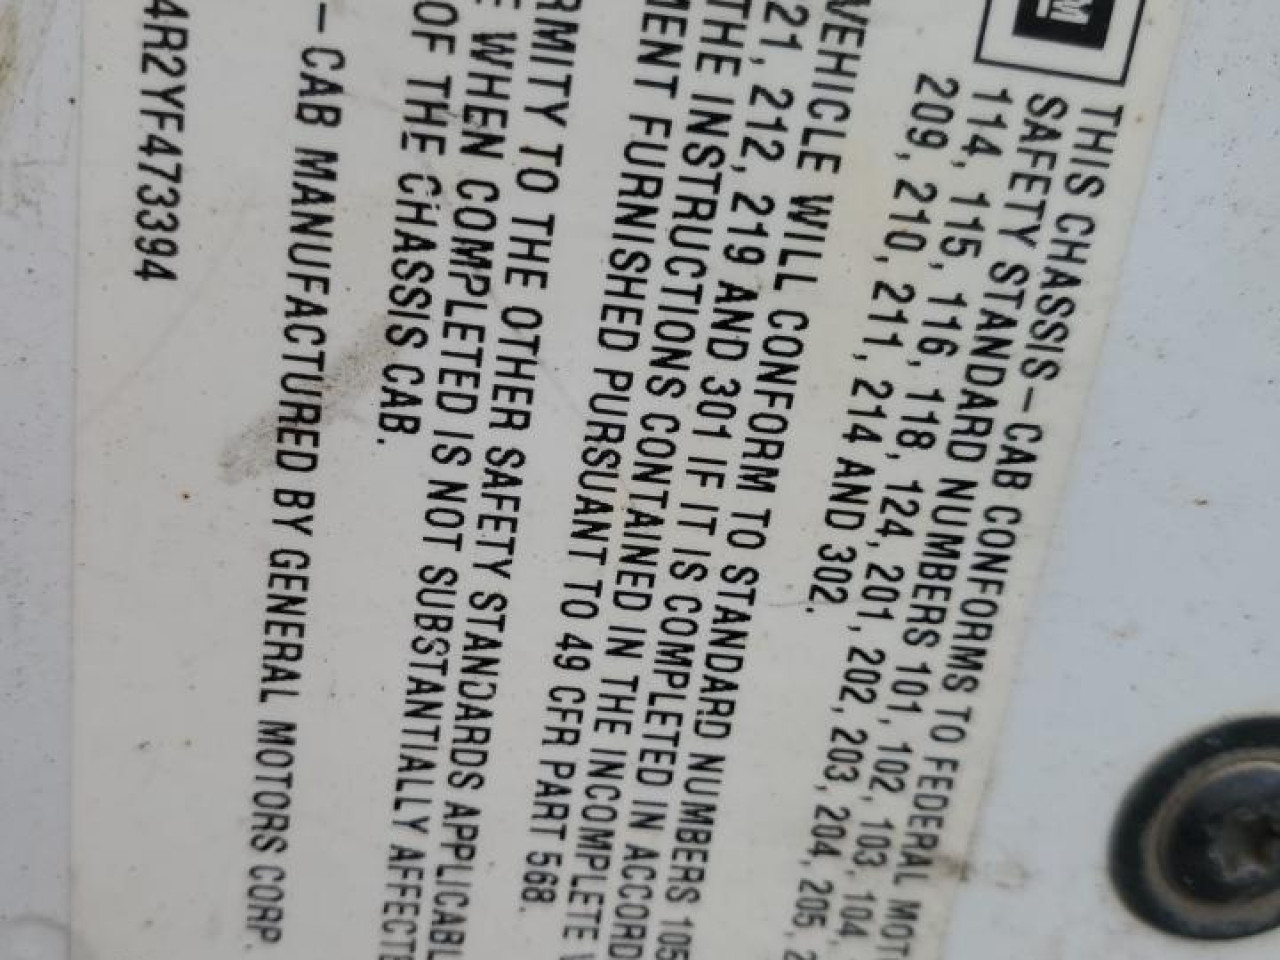 GM
THIS CHASSIS-CAB CONFORMS TO FEDERAL
SAFETY STANDARD NUMBERS 101, 102, 103, 104,
114, 115, 116, 118, 124, 201, 202, 203, 204, 205,
209, 210, 211, 214 AND 302.
VEHICLE WILL CONFORM TO STANDARD NUMBERS 105
21, 212, 219 AND 301 IF IT IS COMPLETED IN ACCORD
THE INSTRUCTIONS CONTAINED IN THE INCOMPLETE
MENT FURNISHED PURSUANT TO 49 CFR PART 568.
RMITY TO THE OTHER SAFETY STANDARDS APPLICABL
E WHEN COMPLETED IS NOT SUBSTANTIALLY AFFECTE
OF THE CHASSIS CAB.
-CAB MANUFACTURED BY GENERAL MOTORS CORP.
4R2YF473394